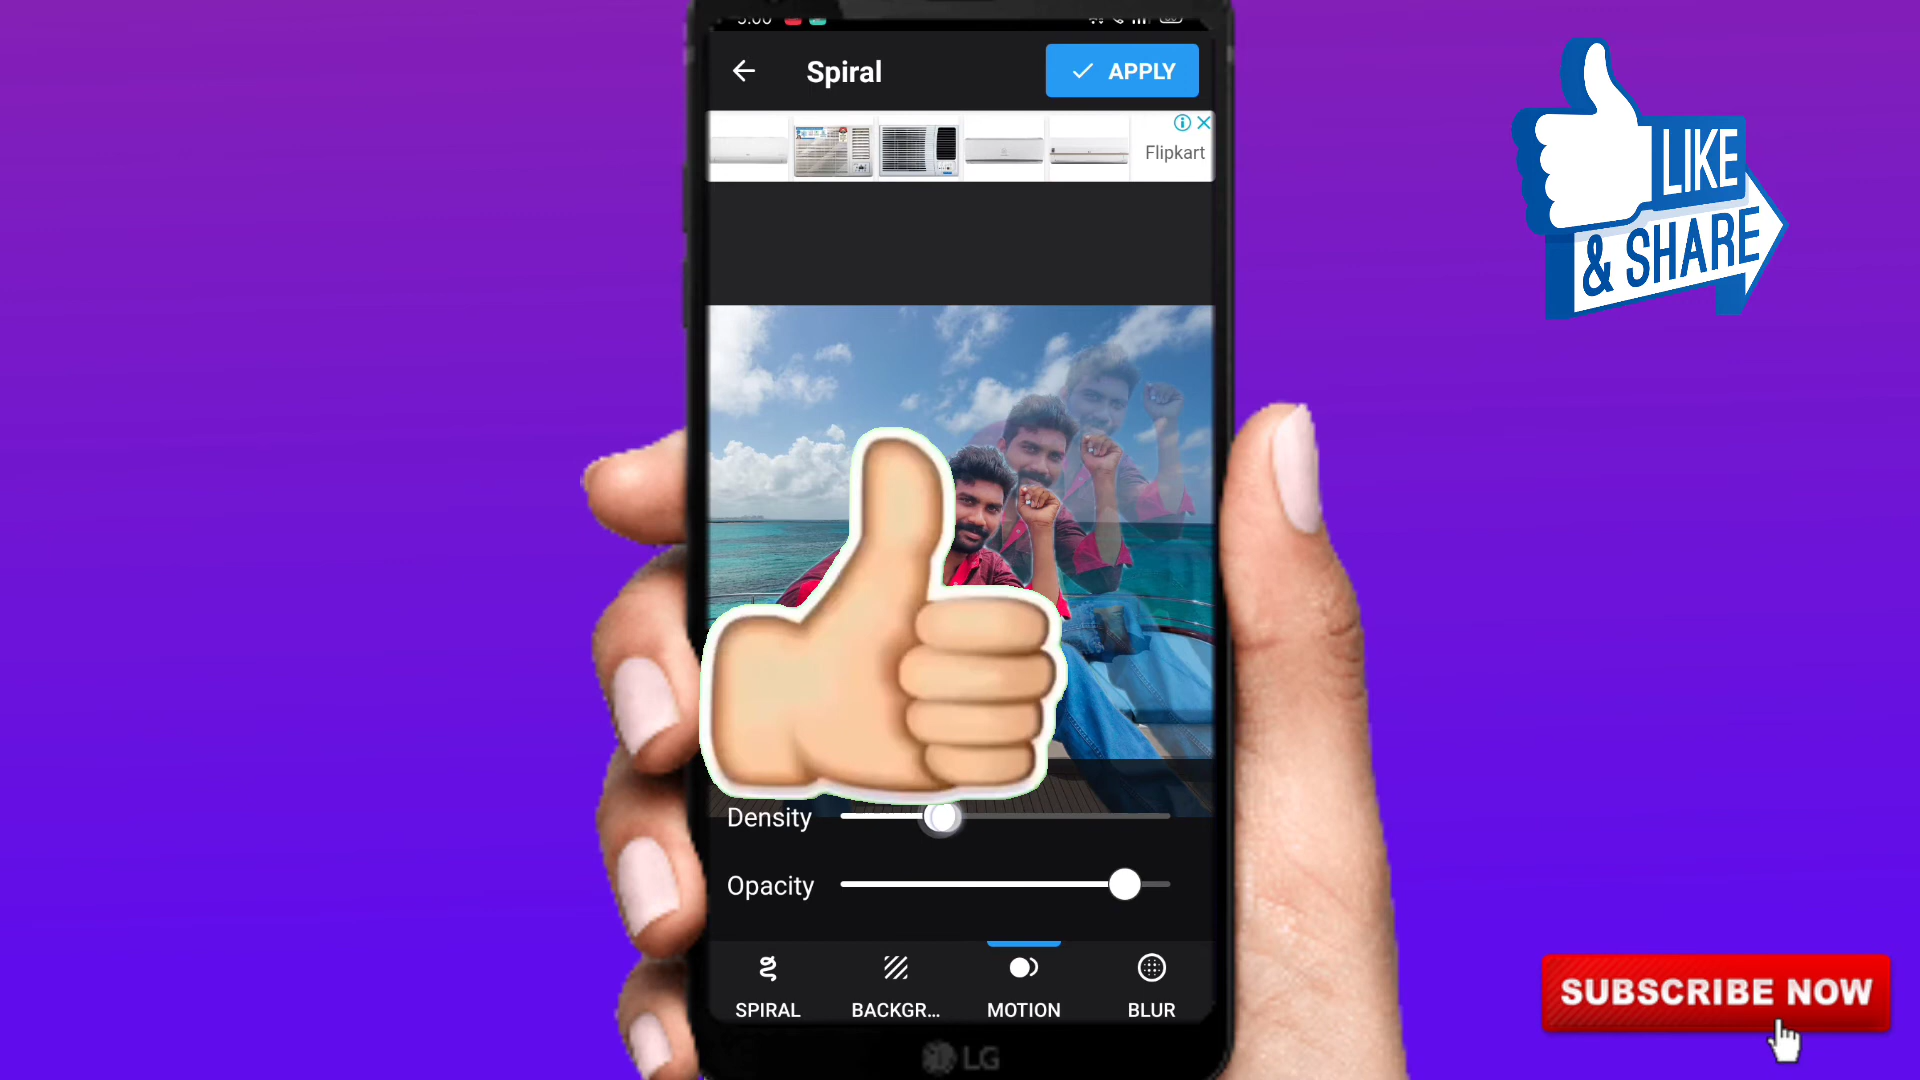 Spiral
APPLY
Flipkart
LIKE
& SHARE
Density
Opacity
SPIRAL
BACKGR...
MOTION
BLUR
SUBSCRIBE NOW
LG